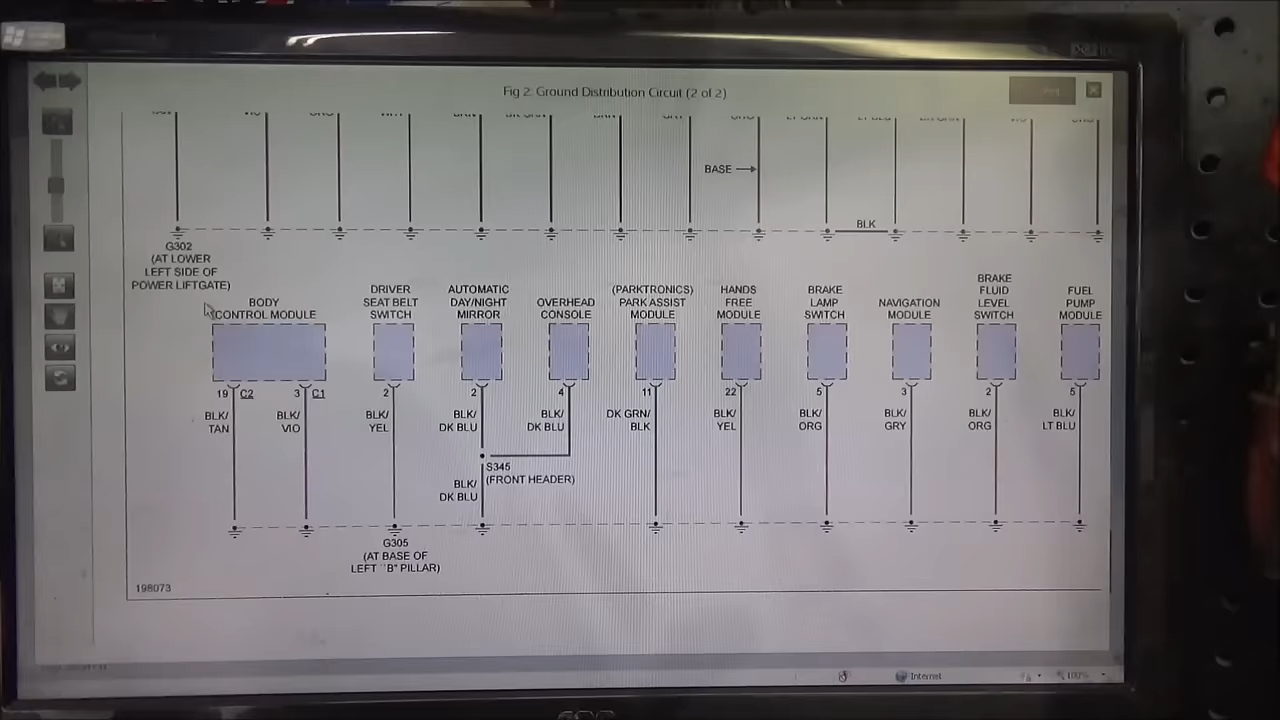 Fig 2: Ground Distribution Circuit (2 of 2)
BASE
BLK
G302
(AT LOWER
LEFT SIDE OF
POWER LIFTGATE)
BODY
CONTROL MODULE
DRIVER
SEAT BELT
SWITCH
AUTOMATIC
DAY/NIGHT
MIRROR
OVERHEAD
CONSOLE
(PARKTRONICS)
PARK ASSIST
MODULE
HANDS
FREE
MODULE
BRAKE
LAMP
SWITCH
NAVIGATION
MODULE
BRAKE
FLUID
LEVEL
SWITCH
FUEL
PUMP
MODULE
19 C2 3 C1 2 2 4 11 22 5 3 2 5
BLK/
TAN
BLK/
VIO
BLK/
YEL
BLK/
DK BLU
BLK/
DK BLU
DK GRN/
BLK
BLK/
YEL
BLK/
ORG
BLK/
GRY
BLK/
ORG
BLK/
LT BLU
S345
(FRONT HEADER)
BLK/
DK BLU
G305
(AT BASE OF
LEFT "B" PILLAR)
198073
Internet
100%